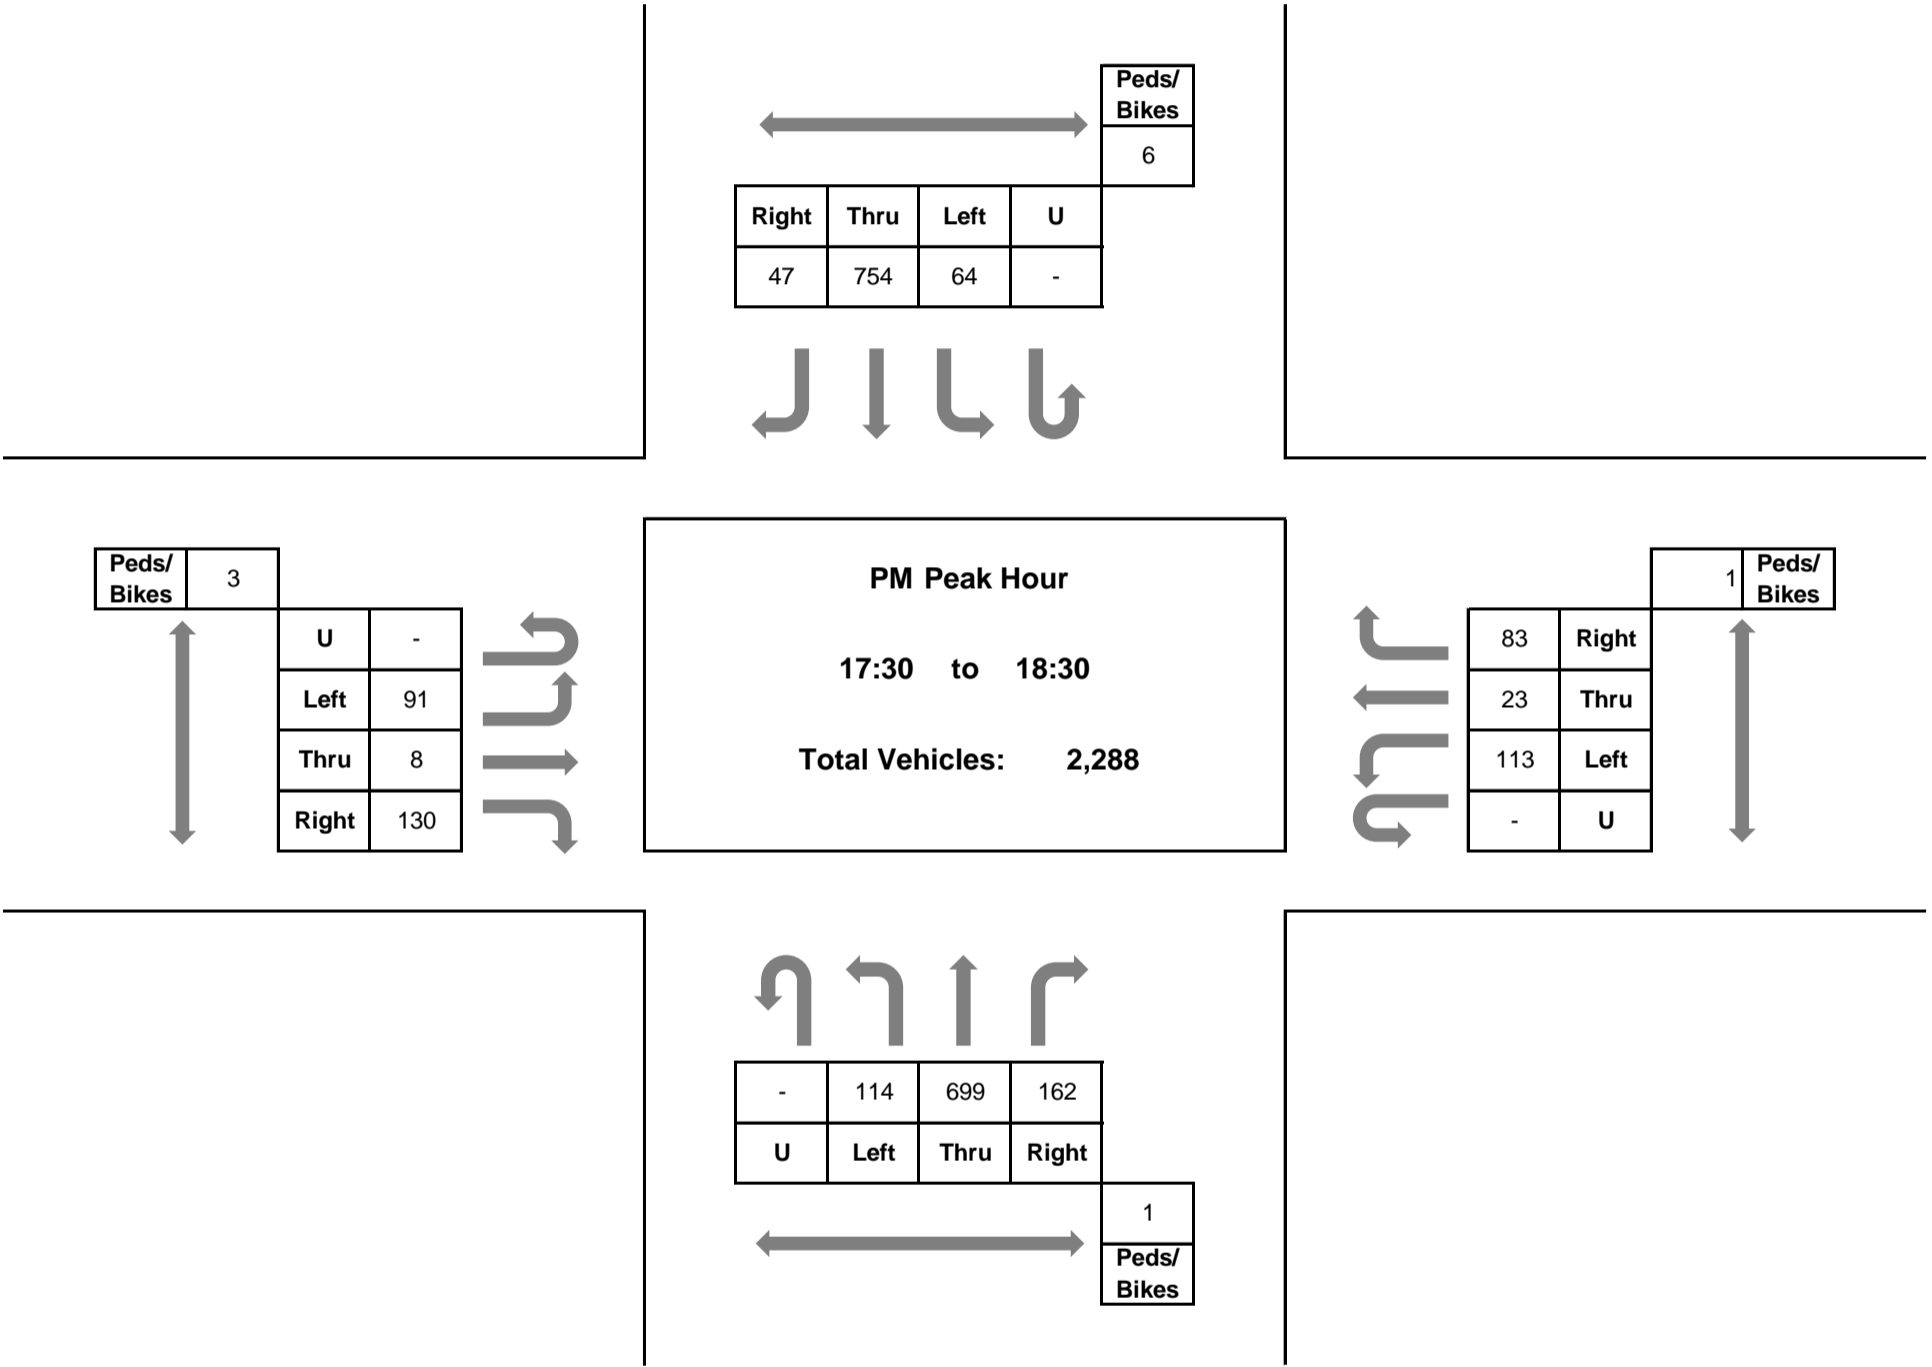 Peds/
Bikes
6
Right Thru Left U
47 754 64 -
Peds/
Bikes
3
U -
Left 91
Thru 8
Right 130
PM Peak Hour
17:30 to 18:30
Total Vehicles: 2,288
1 Peds/
Bikes
83 Right
23 Thru
113 Left
- U
- 114 699 162
U Left Thru Right
1
Peds/
Bikes